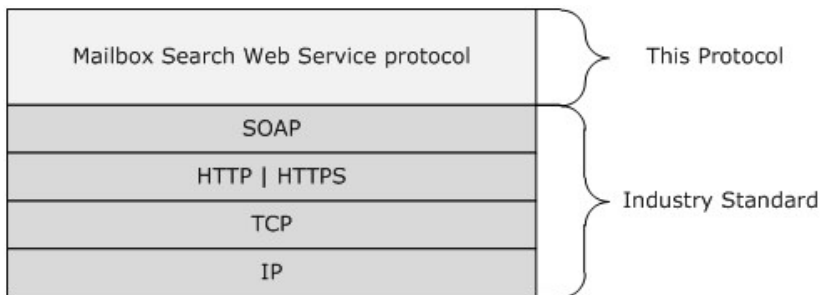 Mailbox Search Web Service protocol
This Protocol
SOAP
HTTP | HTTPS
TCP
IP
Industry Standard